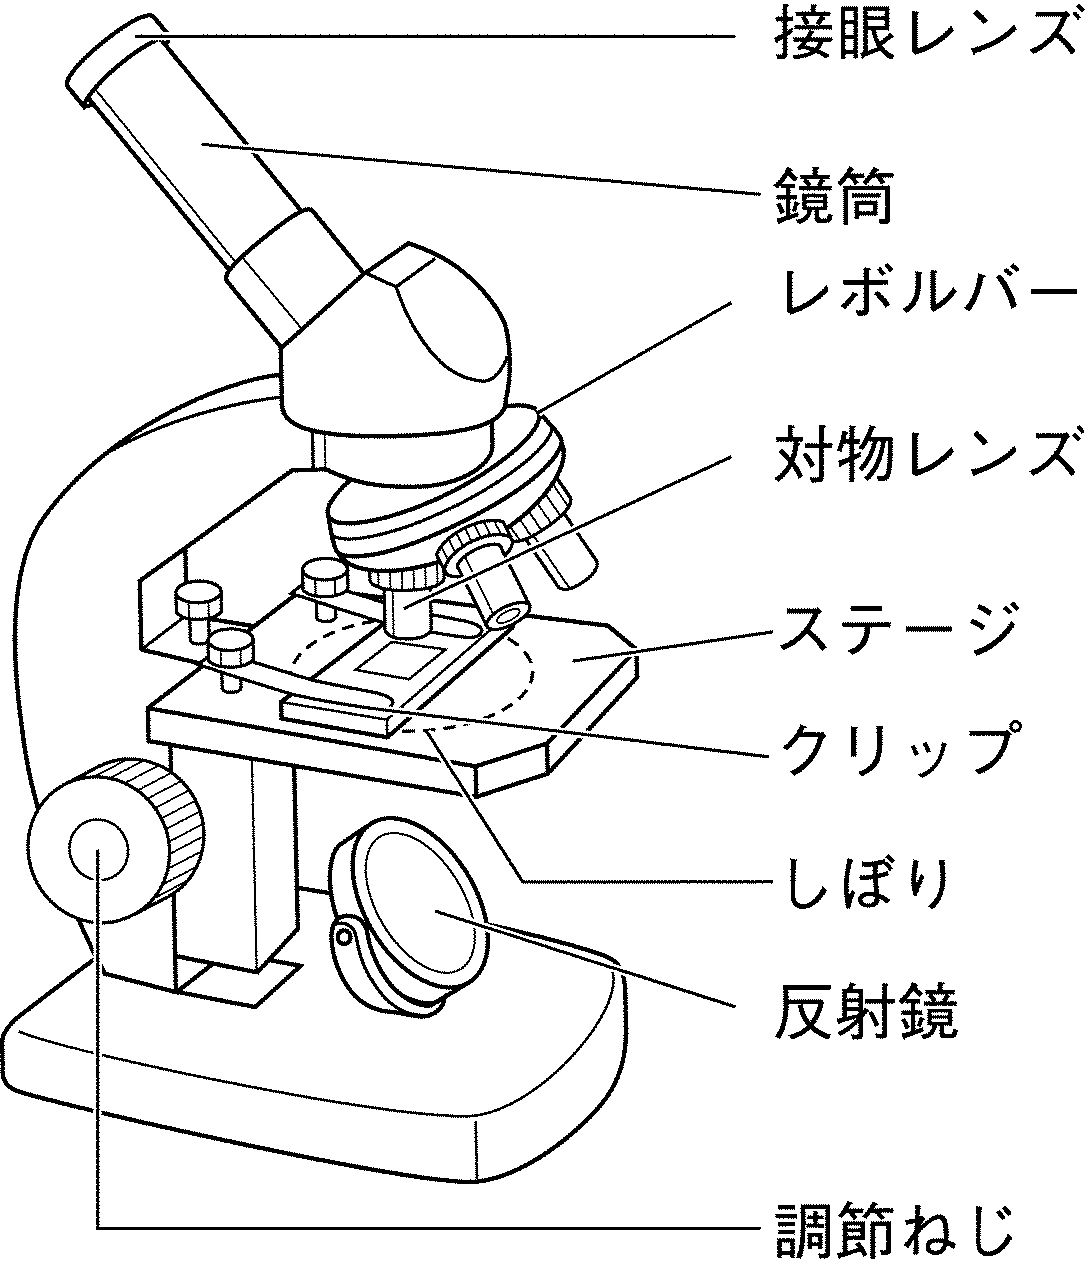 接眼レンズ
鏡筒
レボルバー
対物レンズ
ステージ
クリップ
しぼり
反射鏡
調節ねじ